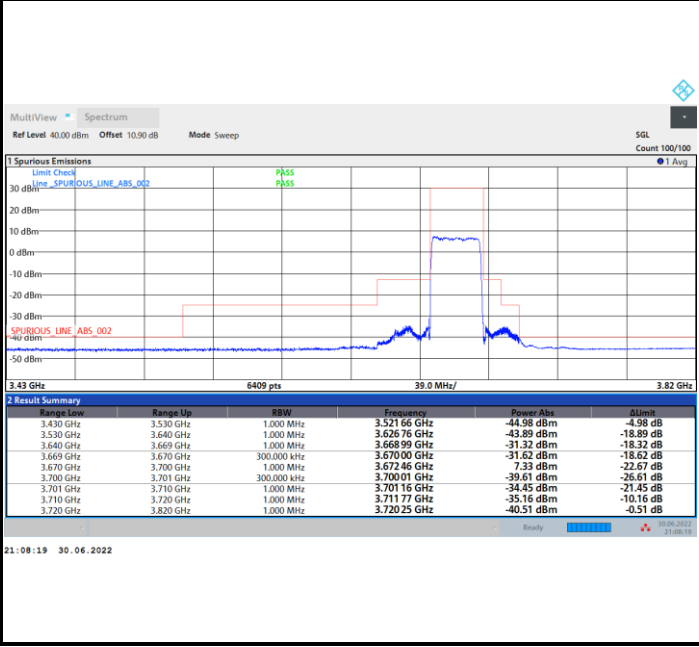 MultiView Spectrum
Ref Level 40.00 dBm Offset 10.90 dB Mode Sweep SGL
Count 100/100
1 Spurious Emissions 1 Avg
Limit Check PASS
Line _SPURIOUS_LINE_ABS_002 PASS
30 dBm
20 dBm
10 dBm
0 dBm
-10 dBm
-20 dBm
-30 dBm
_SPURIOUS_LINE_ABS_002
-40 dBm
-50 dBm
3.43 GHz 6409 pts 39.0 MHz/ 3.82 GHz
2 Result Summary
Range Low Range Up RBW Frequency Power Abs ΔLimit
3.430 GHz 3.530 GHz 1.000 MHz 3.521 66 GHz -44.98 dBm -4.98 dB
3.530 GHz 3.640 GHz 1.000 MHz 3.626 76 GHz -43.89 dBm -18.89 dB
3.640 GHz 3.669 GHz 1.000 MHz 3.668 99 GHz -31.32 dBm -18.32 dB
3.669 GHz 3.670 GHz 300.000 kHz 3.670 00 GHz -31.62 dBm -18.62 dB
3.670 GHz 3.700 GHz 1.000 MHz 3.672 46 GHz 7.33 dBm -22.67 dB
3.700 GHz 3.701 GHz 300.000 kHz 3.700 01 GHz -39.61 dBm -26.61 dB
3.701 GHz 3.710 GHz 1.000 MHz 3.701 16 GHz -34.45 dBm -21.45 dB
3.710 GHz 3.720 GHz 1.000 MHz 3.711 77 GHz -35.16 dBm -10.16 dB
3.720 GHz 3.820 GHz 1.000 MHz 3.720 25 GHz -40.51 dBm -0.51 dB
Ready 30.06.2022
21:08:19
21:08:19 30.06.2022